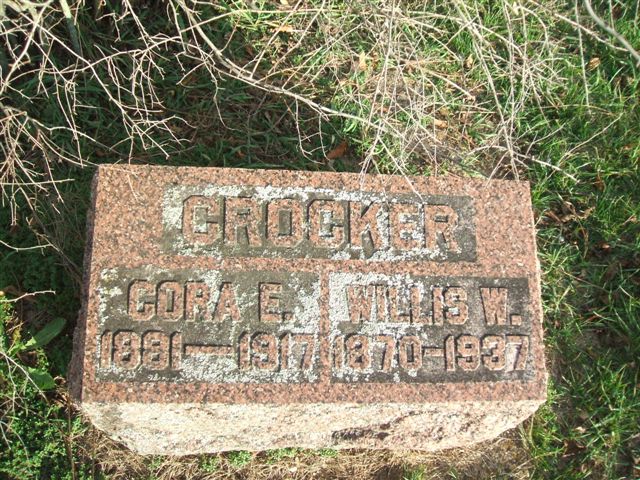 CROCKER
CORA E.
1881—1917
WILLIS W.
1870-1937